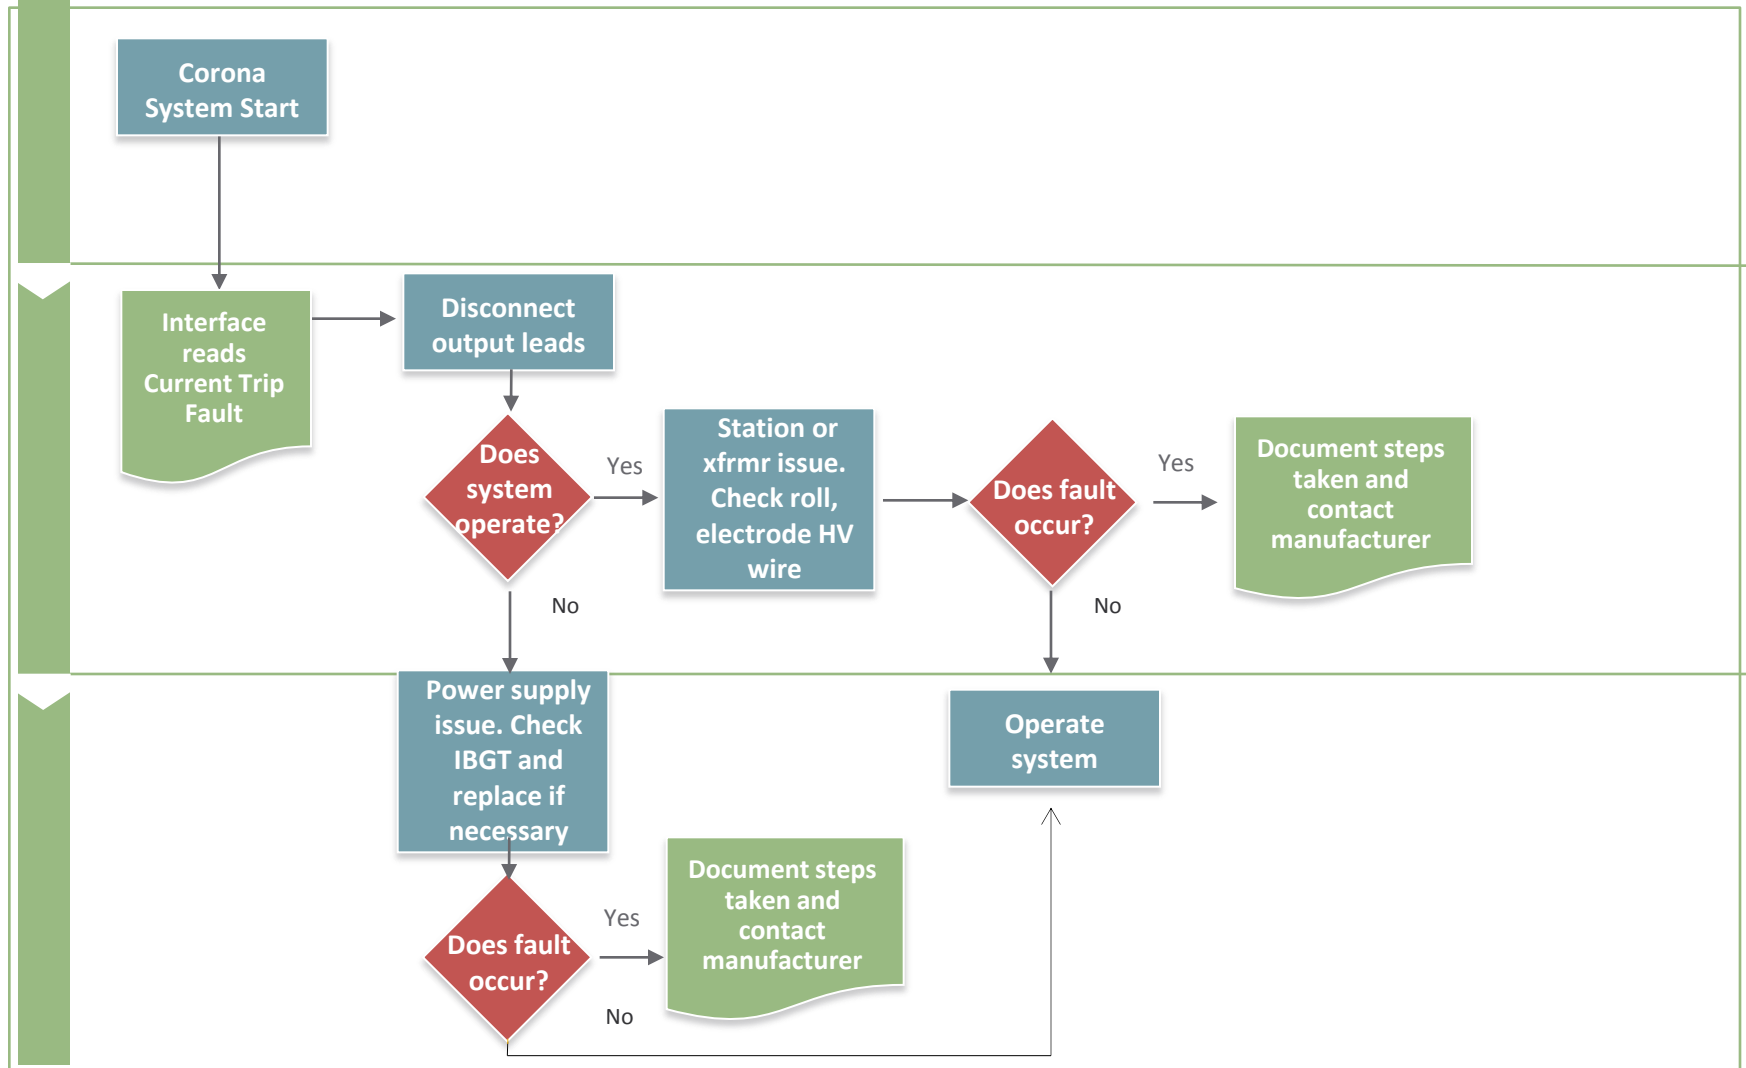 Corona
System Start
Interface
reads
Current Trip
Fault
Disconnect
output leads
Does
system
operate?
Yes
Station or
xfrmr issue.
Check roll,
electrode HV
wire
Does fault
occur?
Yes
Document steps
taken and
contact
manufacturer
No
No
Power supply
issue. Check
IBGT and
replace if
necessary
Operate
system
Does fault
occur?
Yes
Document steps
taken and
contact
manufacturer
No